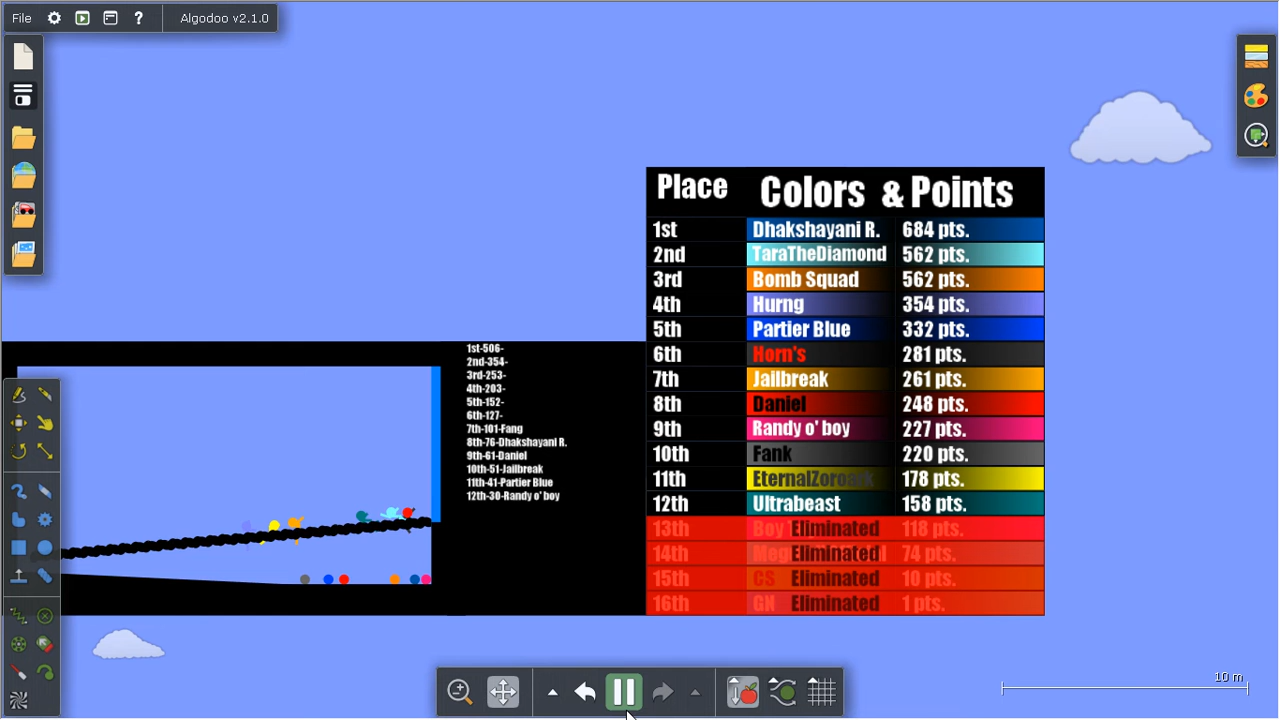 File ? Algodoo v2.1.0
Place Colors & Points
1st Dhakshayani R. 684 pts.
2nd TaraTheDiamond 562 pts.
3rd Bomb Squad 562 pts.
4th Hurng 354 pts.
5th Partier Blue 332 pts.
6th Horn's 281 pts.
7th Jailbreak 261 pts.
8th Daniel 248 pts.
9th Randy o' boy 227 pts.
10th Fank 220 pts.
11th EternalZoroark 178 pts.
12th Ultrabeast 158 pts.
13th Boy Eliminated 118 pts.
14th Eliminated 74 pts.
15th CS Eliminated 10 pts.
16th GN Eliminated 1 pts.
1st-506-
2nd-354-
3rd-253-
4th-203-
5th-152-
6th-127-
7th-101-Fang
8th-76-Dhakshayani R.
9th-61-Daniel
10th-51-Jailbreak
11th-41-Partier Blue
12th-30-Randy o' boy
10 m